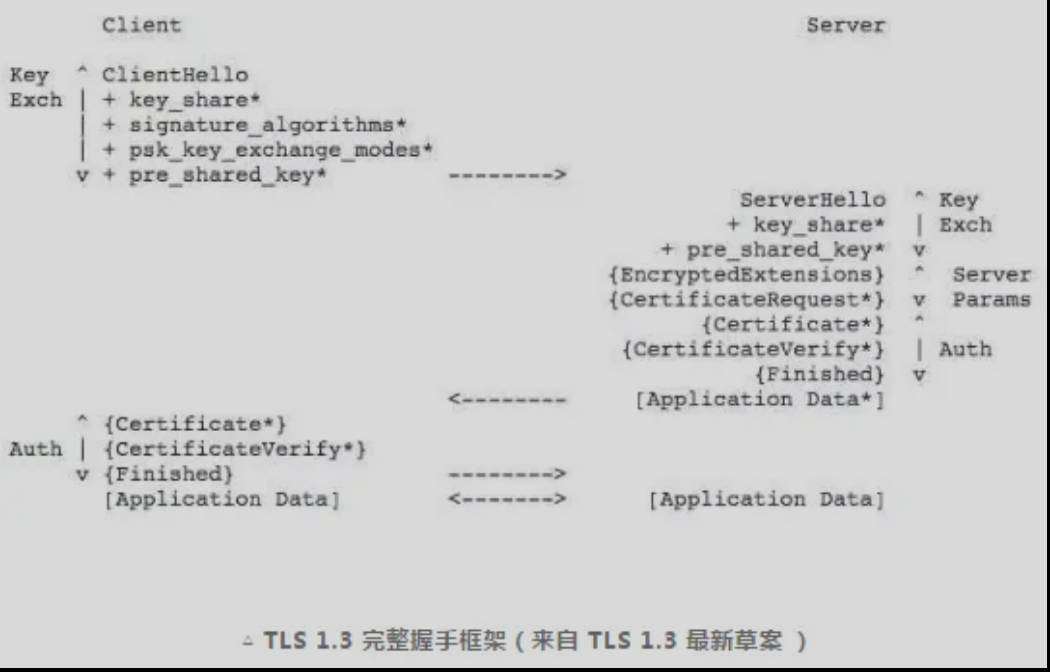 Client                                              Server
Key  ^ ClientHello
Exch | + key_share*
     | + signature_algorithms*
     | + psk_key_exchange_modes*
     v + pre_shared_key*         -------->
                                                ServerHello  ^ Key
                                               + key_share*  | Exch
                                          + pre_shared_key*  v
                                      {EncryptedExtensions}  ^  Server
                                      {CertificateRequest*}  v  Params
                                             {Certificate*}  ^
                                       {CertificateVerify*}  | Auth
                                                 {Finished}  v
                                 <--------  [Application Data*]
     ^ {Certificate*}
Auth | {CertificateVerify*}
     v {Finished}                -------->
       [Application Data]        <------->  [Application Data]
△ TLS 1.3 完整握手框架（来自 TLS 1.3 最新草案 ）